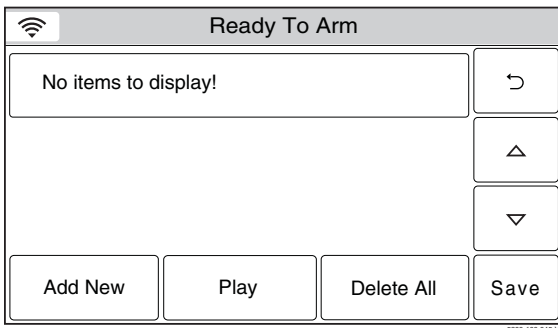 Ready To Arm
No items to display!
Add New
Play
Delete All
Save